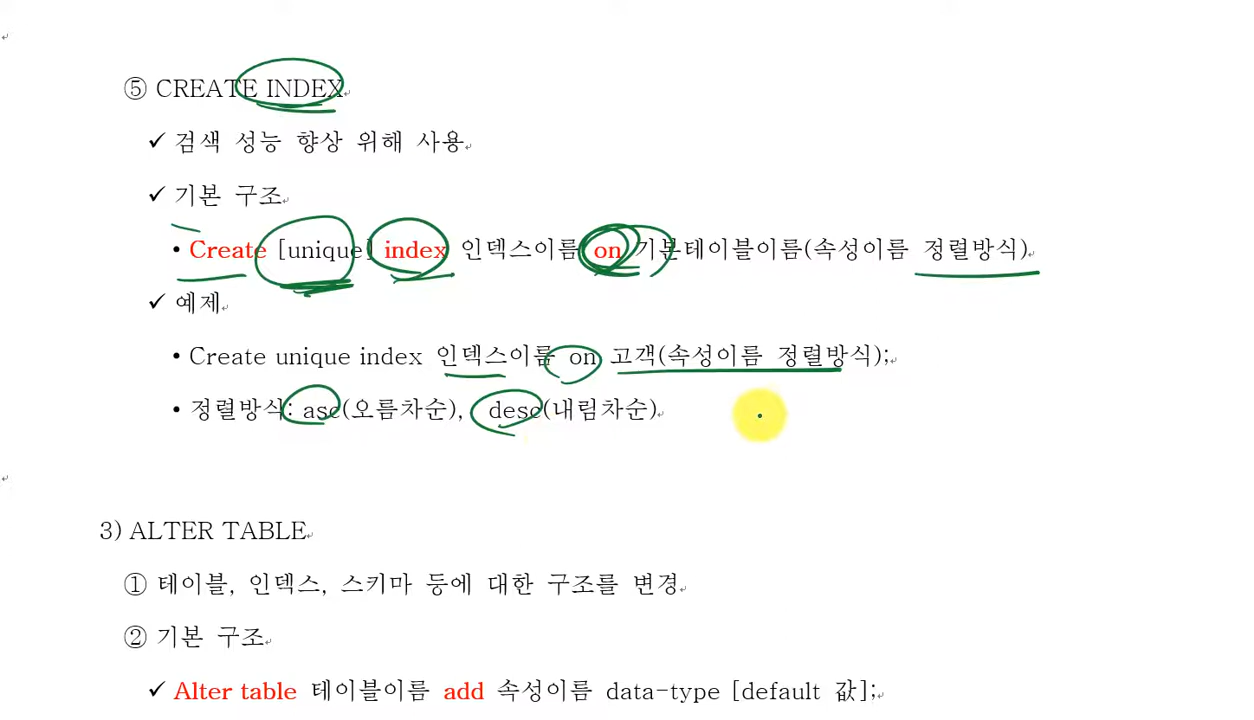 ⑤ CREATE INDEX
✓ 검색 성능 향상 위해 사용
✓ 기본 구조
• Create [unique] index 인덱스이름 on 기본테이블이름(속성이름 정렬방식)
✓ 예제
• Create unique index 인덱스이름 on 고객(속성이름 정렬방식);
• 정렬방식: asc(오름차순), desc(내림차순)
3) ALTER TABLE
① 테이블, 인덱스, 스키마 등에 대한 구조를 변경
② 기본 구조
✓ Alter table 테이블이름 add 속성이름 data-type [default 값];